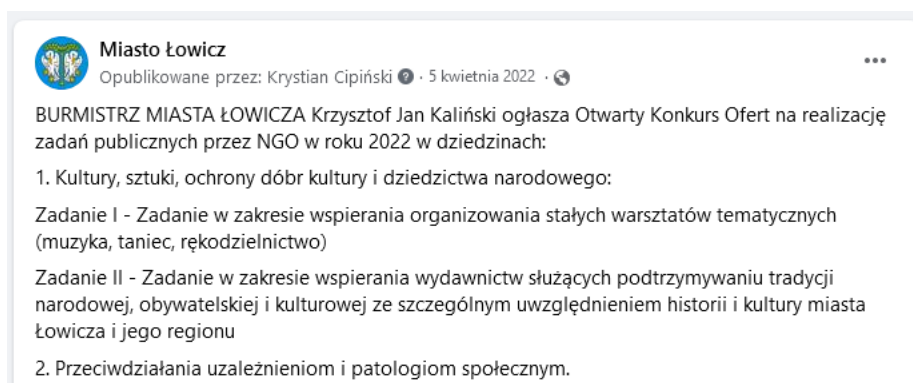 Miasto Łowicz
Opublikowane przez: Krystian Cipiński · 5 kwietnia 2022 ·
BURMISTRZ MIASTA ŁOWICZA Krzysztof Jan Kaliński ogłasza Otwarty Konkurs Ofert na realizację
zadań publicznych przez NGO w roku 2022 w dziedzinach:
1. Kultury, sztuki, ochrony dóbr kultury i dziedzictwa narodowego:
Zadanie I - Zadanie w zakresie wspierania organizowania stałych warsztatów tematycznych
(muzyka, taniec, rękodzielnictwo)
Zadanie II - Zadanie w zakresie wspierania wydawnictw służących podtrzymywaniu tradycji
narodowej, obywatelskiej i kulturowej ze szczególnym uwzględnieniem historii i kultury miasta
Łowicza i jego regionu
2. Przeciwdziałania uzależnieniom i patologiom społecznym.